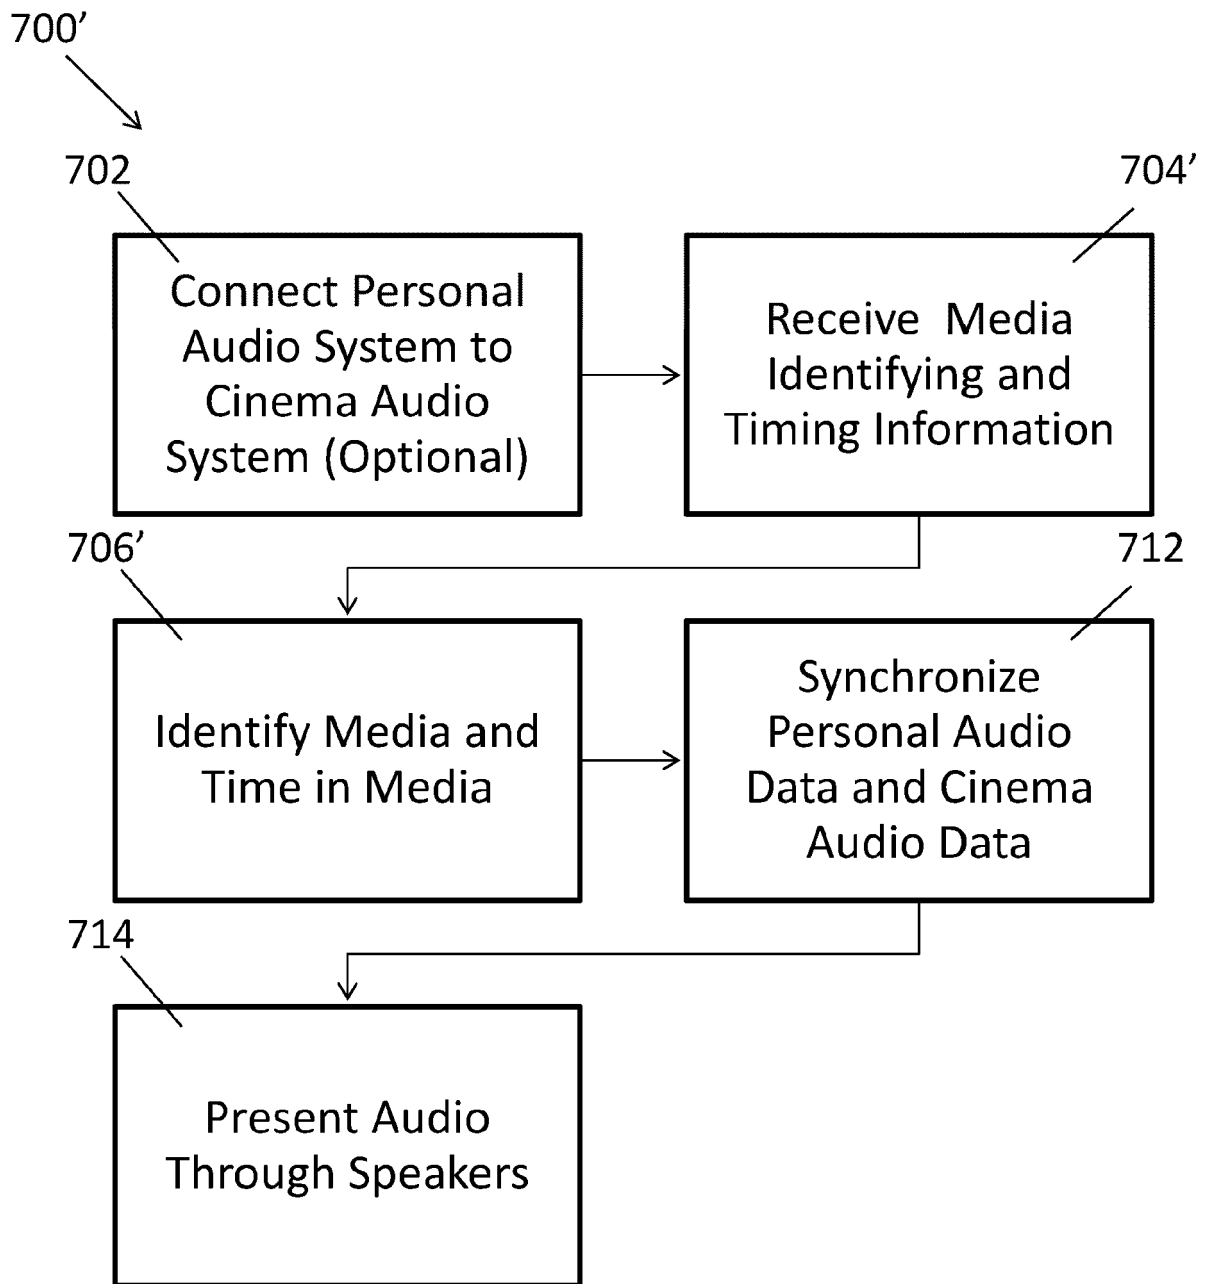 700’
702
Connect Personal
Audio System to
Cinema Audio
System (Optional)
704’
Receive Media
Identifying and
Timing Information
706’
Identify Media and
Time in Media
712
Synchronize
Personal Audio
Data and Cinema
Audio Data
714
Present Audio
Through Speakers